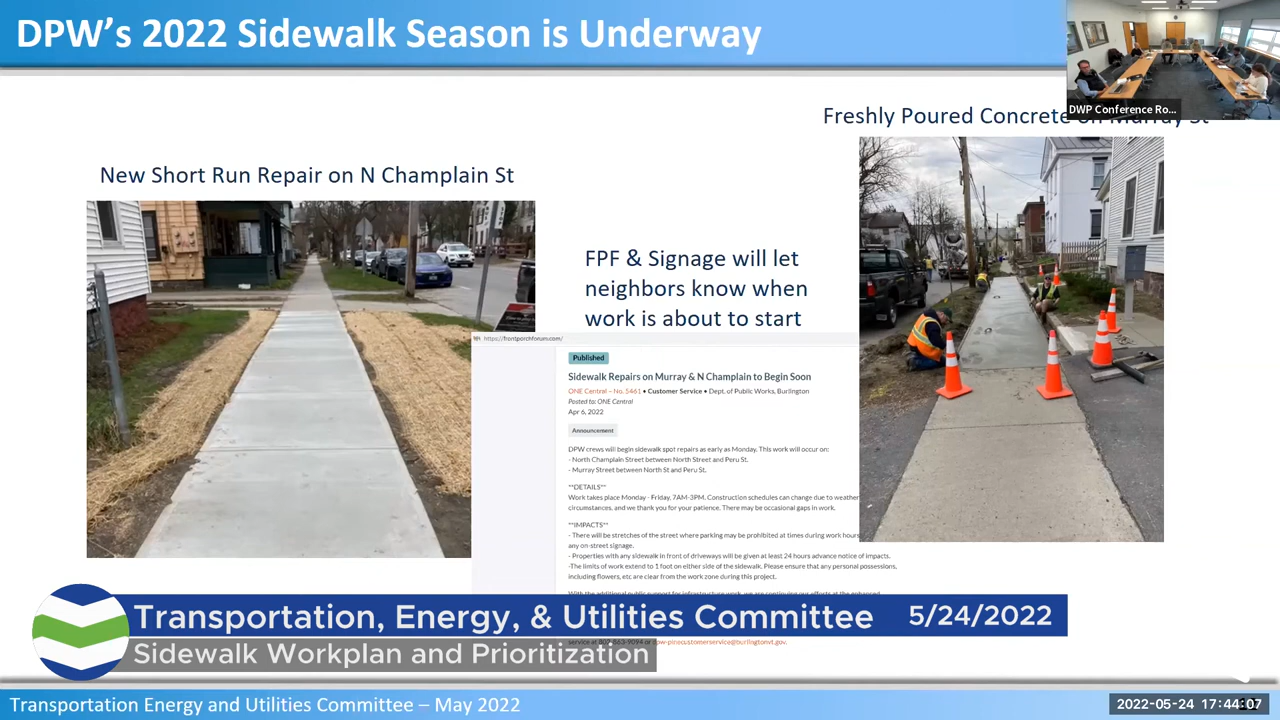 DPW's 2022 Sidewalk Season is Underway
DWP Conference Ro...
Freshly Poured Concrete on Murray St
New Short Run Repair on N Champlain St
FPF & Signage will let
neighbors know when
work is about to start
https://frontporchforum.com/
Published
Sidewalk Repairs on Murray & N Champlain to Begin Soon
ONE Central – No. 5461 • Customer Service • Dept. of Public Works, Burlington
Posted to: ONE Central
Apr 6, 2022
Announcement
DPW crews will begin sidewalk spot repairs as early as Monday. This work will occur on:
- North Champlain Street between North Street and Peru St.
- Murray Street between North St and Peru St.
**DETAILS**
Work takes place Monday - Friday, 7AM-3PM. Construction schedules can change due to weather
circumstances, and we thank you for your patience. There may be occasional gaps in work.
**IMPACTS**
- There will be stretches of the street where parking may be prohibited at times during work hours
any on-street signage.
- Properties with any sidewalk in front of driveways will be given at least 24 hours advance notice of impacts.
-The limits of work extend to 1 foot on either side of the sidewalk. Please ensure that any personal possessions,
including flowers, etc are clear from the work zone during this project.
Transportation, Energy, & Utilities Committee 5/24/2022
Sidewalk Workplan and Prioritization
Transportation Energy and Utilities Committee – May 2022
2022-05-24 17:44:07